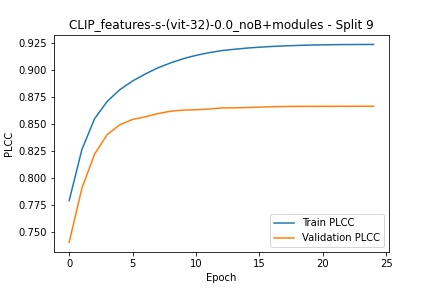 CLIP_features-s-(vit-32)-0.0_noB+modules - Split 9
PLCC
0.925
0.900
0.875
0.850
0.825
0.800
0.775
0.750
Train PLCC
Validation PLCC
0 5 10 15 20 25
Epoch